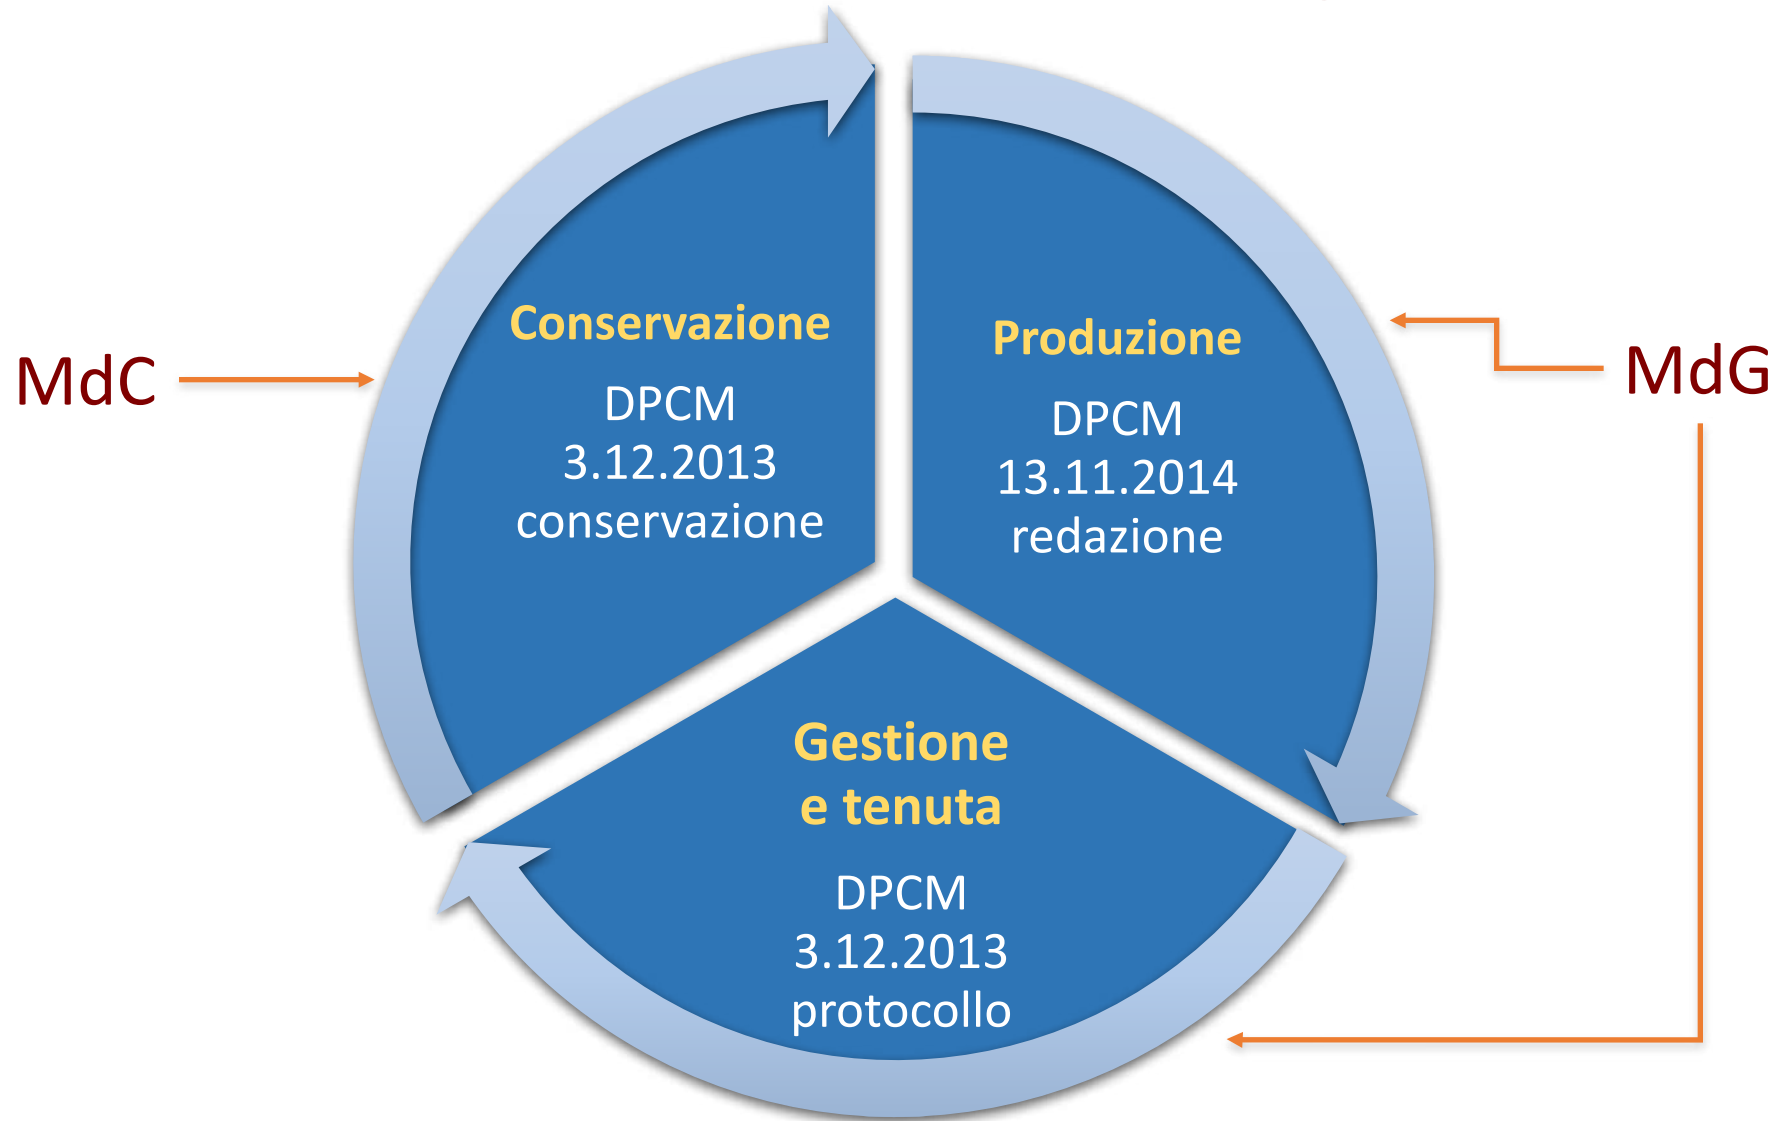 MdC
Conservazione
DPCM
3.12.2013
conservazione
Produzione
DPCM
13.11.2014
redazione
MdG
Gestione
e tenuta
DPCM
3.12.2013
protocollo